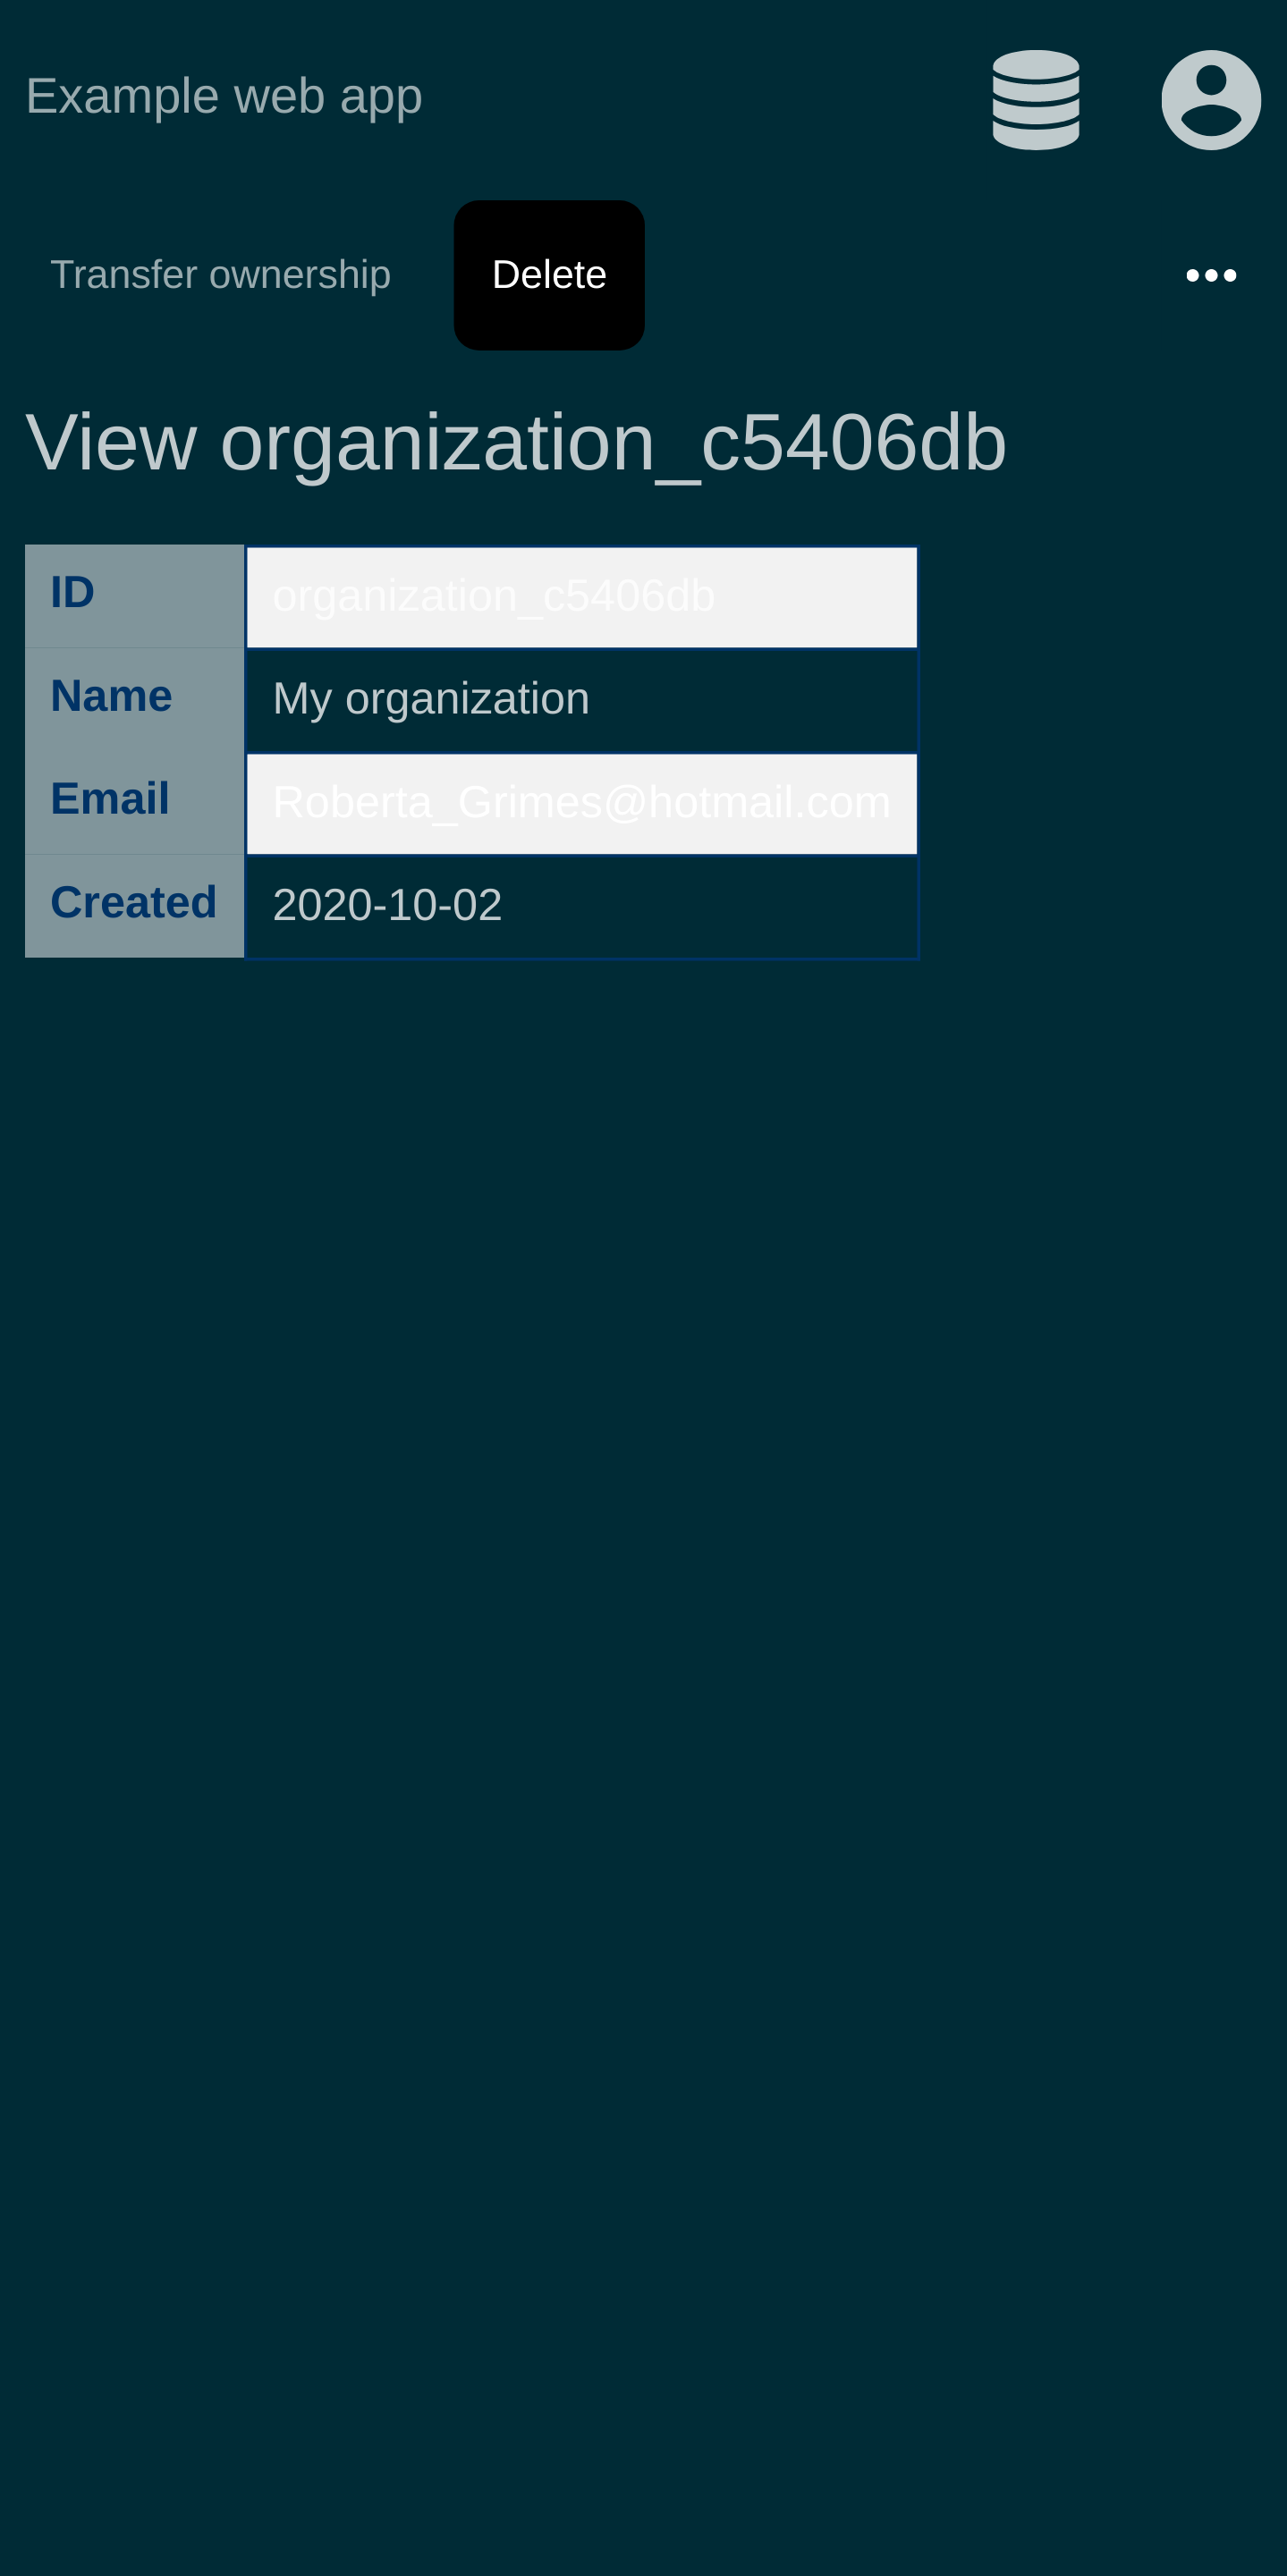 Example web app
Transfer ownership Delete
View organization_c5406db
ID organization_c5406db
Name My organization
Email Roberta_Grimes@hotmail.com
Created 2020-10-02